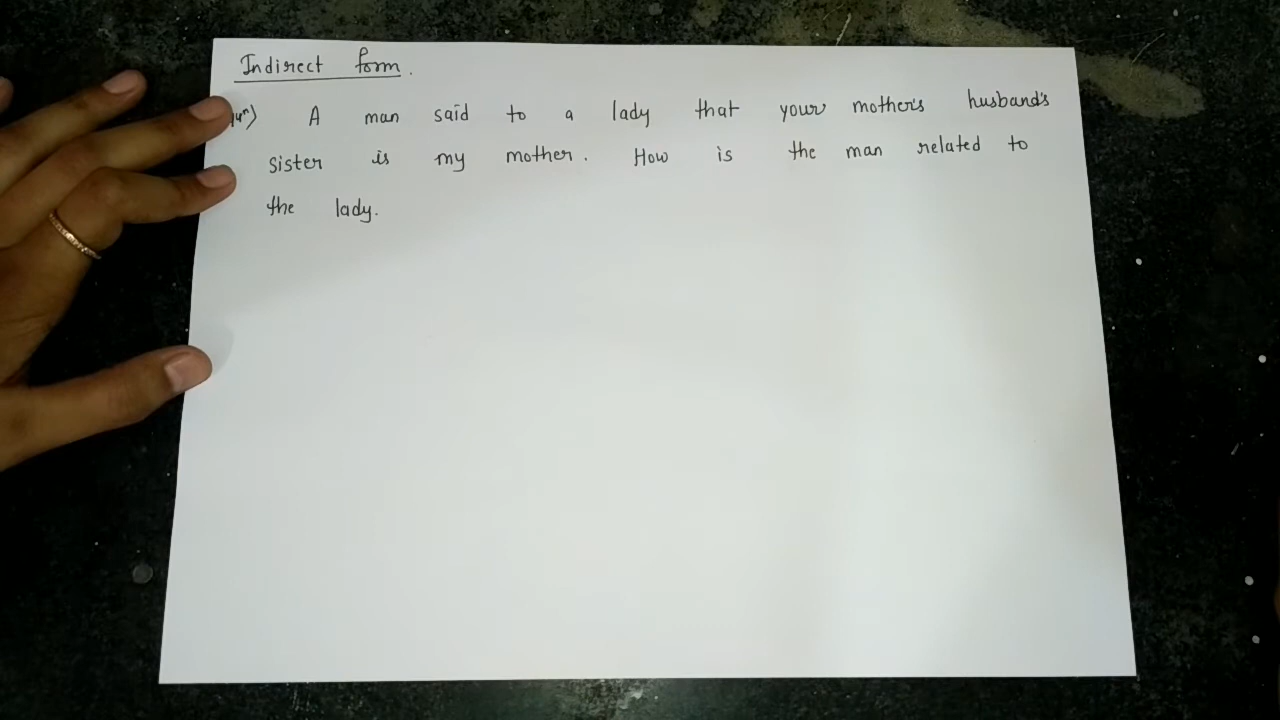 Indirect form.
A man said to a lady that your mother's husband's
sister is my mother. How is the man related to
the lady.